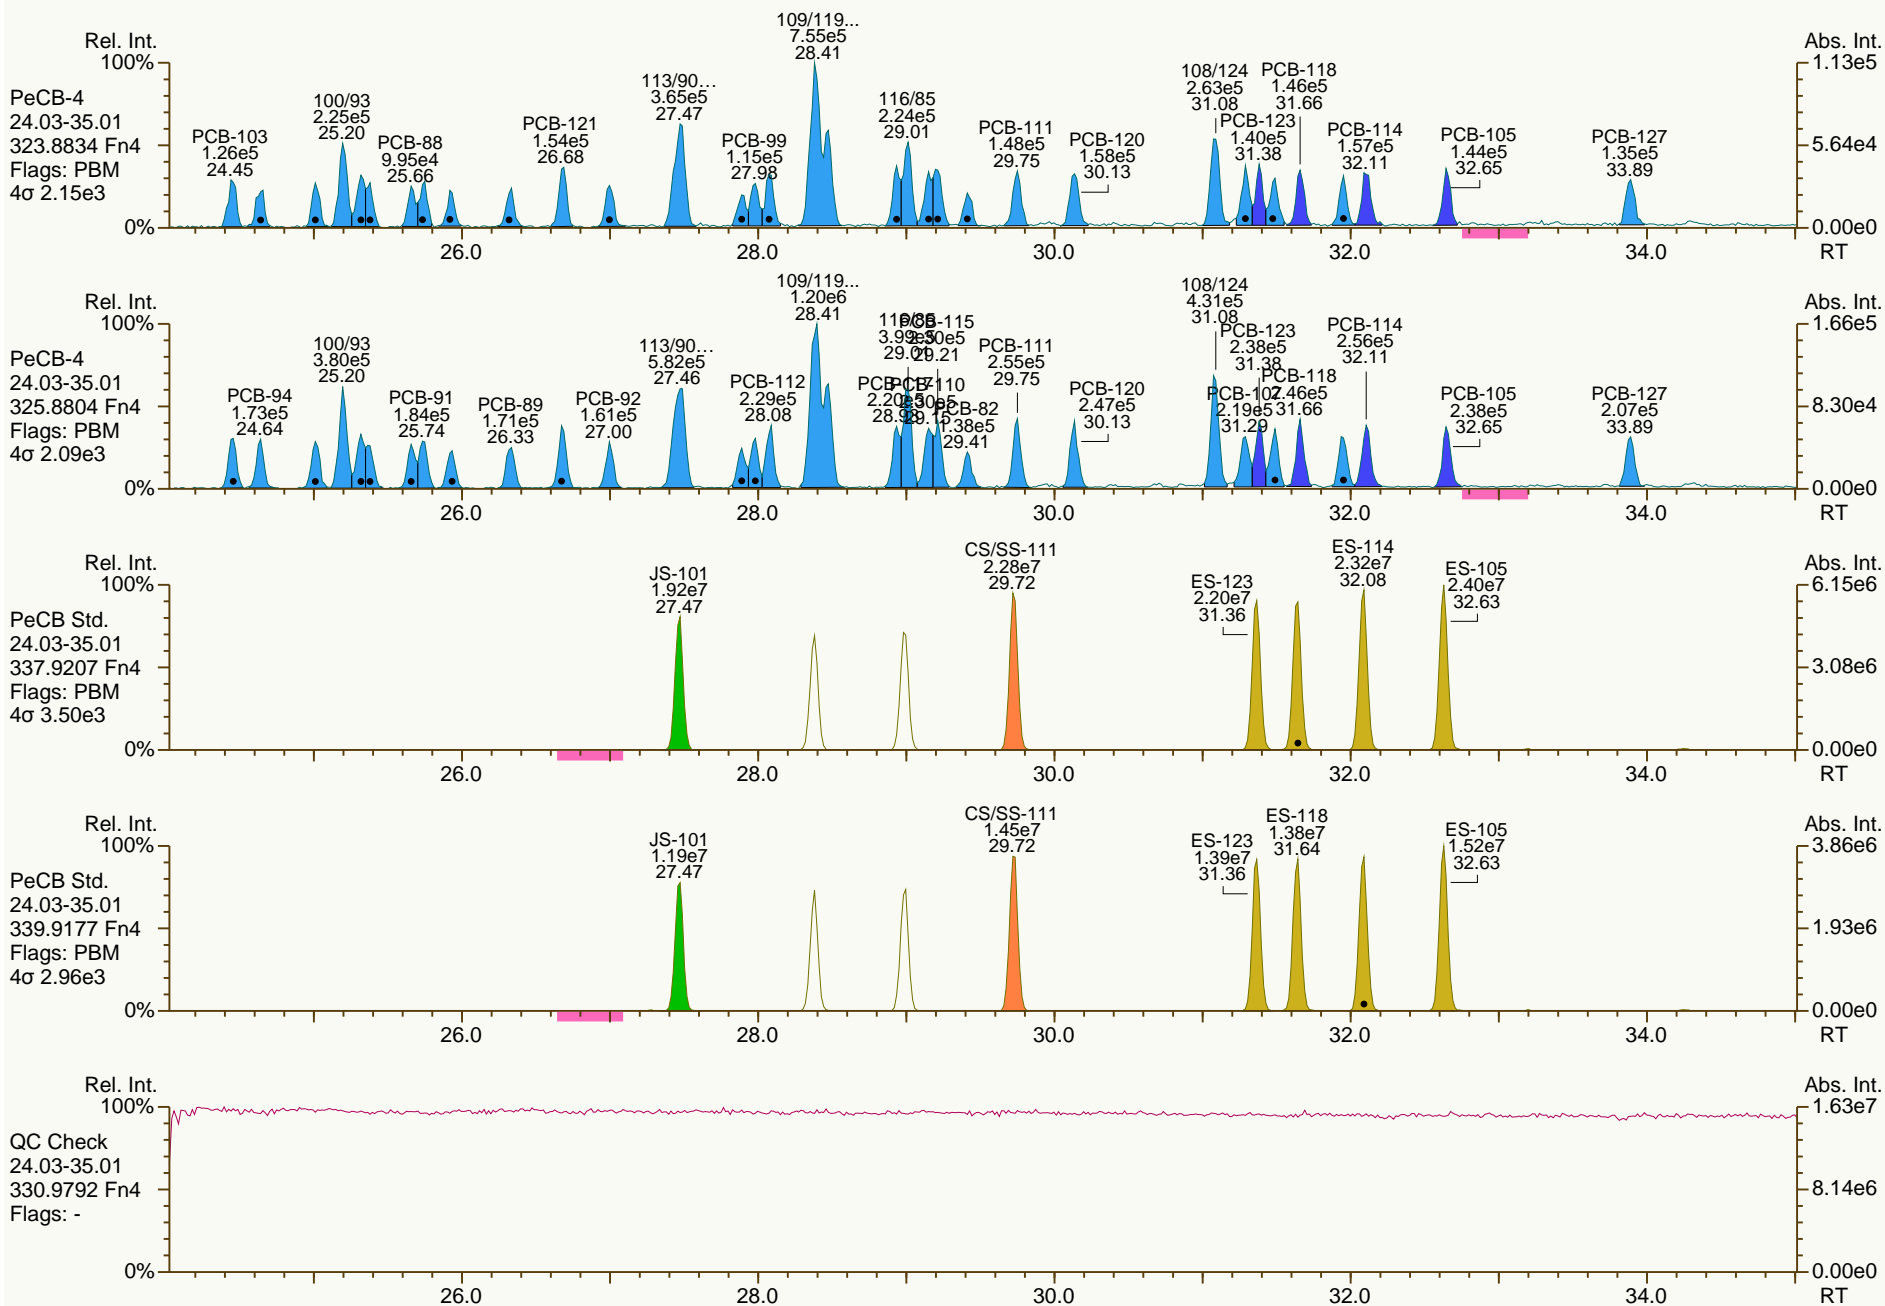 Rel. Int.
100%
0%
PeCB-4
24.03-35.01
323.8834 Fn4
Flags: PBM
4σ 2.15e3
PCB-103
1.26e5
24.45
100/93
2.25e5
25.20
PCB-88
9.95e4
25.66
PCB-121
1.54e5
26.68
113/90...
3.65e5
27.47
PCB-99
1.15e5
27.98
109/119...
7.55e5
28.41
116/85
2.24e5
29.01
PCB-111
1.48e5
29.75
PCB-120
1.58e5
30.13
108/124
2.63e5
31.08
PCB-123
1.40e5
31.38
PCB-118
1.46e5
31.66
PCB-114
1.57e5
32.11
PCB-105
1.44e5
32.65
PCB-127
1.35e5
33.89
Abs. Int.
1.13e5
5.64e4
0.00e0
26.0 28.0 30.0 32.0 34.0 RT
Rel. Int.
100%
0%
PeCB-4
24.03-35.01
325.8804 Fn4
Flags: PBM
4σ 2.09e3
PCB-94
1.73e5
24.64
100/93
3.80e5
25.20
PCB-91
1.84e5
25.74
PCB-89
1.71e5
26.33
PCB-92
1.61e5
27.00
113/90...
5.82e5
27.46
PCB-112
2.29e5
28.08
109/119...
1.20e6
28.41
116/85
3.99e5
29.01
PCB-115
29.21
PCB-82
1.38e5
29.41
PCB-111
2.55e5
29.75
PCB-120
2.47e5
30.13
108/124
4.31e5
31.08
PCB-107
2.19e5
31.29
PCB-123
2.38e5
31.38
PCB-118
2.46e5
31.66
PCB-114
2.56e5
32.11
PCB-105
2.38e5
32.65
PCB-127
2.07e5
33.89
Abs. Int.
1.66e5
8.30e4
0.00e0
26.0 28.0 30.0 32.0 34.0 RT
Rel. Int.
100%
0%
PeCB Std.
24.03-35.01
337.9207 Fn4
Flags: PBM
4σ 3.50e3
JS-101
1.92e7
27.47
CS/SS-111
2.28e7
29.72
ES-123
2.20e7
31.36
ES-114
2.32e7
32.08
ES-105
2.40e7
32.63
Abs. Int.
6.15e6
3.08e6
0.00e0
26.0 28.0 30.0 32.0 34.0 RT
Rel. Int.
100%
0%
PeCB Std.
24.03-35.01
339.9177 Fn4
Flags: PBM
4σ 2.96e3
JS-101
1.19e7
27.47
CS/SS-111
1.45e7
29.72
ES-123
1.39e7
31.36
ES-118
1.38e7
31.64
ES-105
1.52e7
32.63
Abs. Int.
3.86e6
1.93e6
0.00e0
26.0 28.0 30.0 32.0 34.0 RT
Rel. Int.
100%
0%
QC Check
24.03-35.01
330.9792 Fn4
Flags: -
Abs. Int.
1.63e7
8.14e6
0.00e0
26.0 28.0 30.0 32.0 34.0 RT